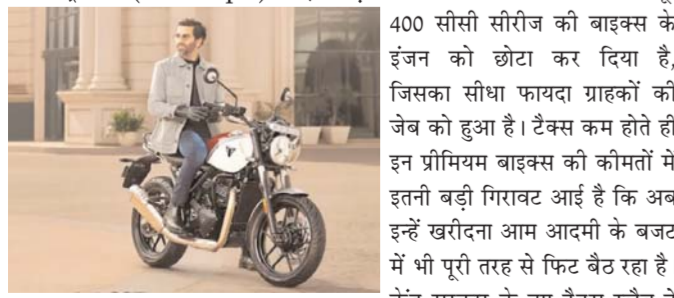 400 सीसी सीरीज की बाइक्स के
इंजन को छोटा कर दिया है,
जिसका सीधा फायदा ग्राहकों की
जेब को हुआ है। टैक्स कम होते ही
इन प्रीमियम बाइक्स की कीमतों में
इतनी बड़ी गिरावट आई है कि अब
इन्हें खरीदना आम आदमी के बजट
में भी पूरी तरह से फिट बैठ रहा है